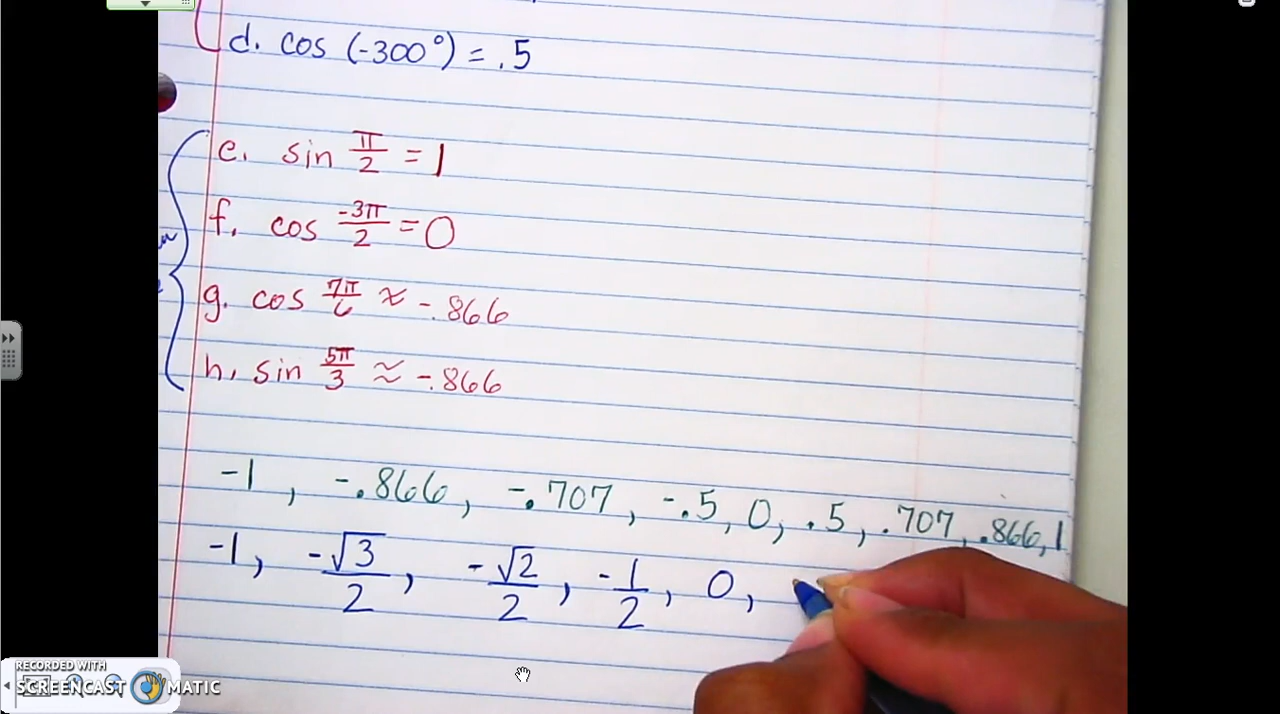 d. cos (-300°) = .5
e. sin π/2 = 1
f. cos -3π/2 = 0
g. cos 7π/6 ≈ -.866
h. sin 5π/3 ≈ -.866
-1, -.866, -.707, -.5, 0, .5, .707, .866, 1
-1, -√3/2, -√2/2, -1/2, 0,
RECORDED WITH
SCREENCAST MATIC